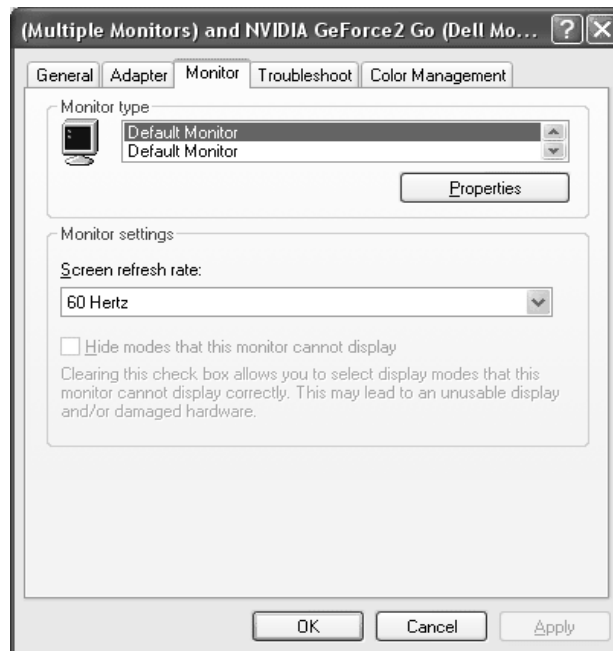 (Multiple Monitors) and NVIDIA GeForce2 Go (Dell Mo...
General Adapter Monitor Troubleshoot Color Management
Monitor type
Default Monitor
Default Monitor
Properties
Monitor settings
Screen refresh rate:
60 Hertz
Hide modes that this monitor cannot display
Clearing this check box allows you to select display modes that this
monitor cannot display correctly. This may lead to an unusable display
and/or damaged hardware.
OK Cancel Apply